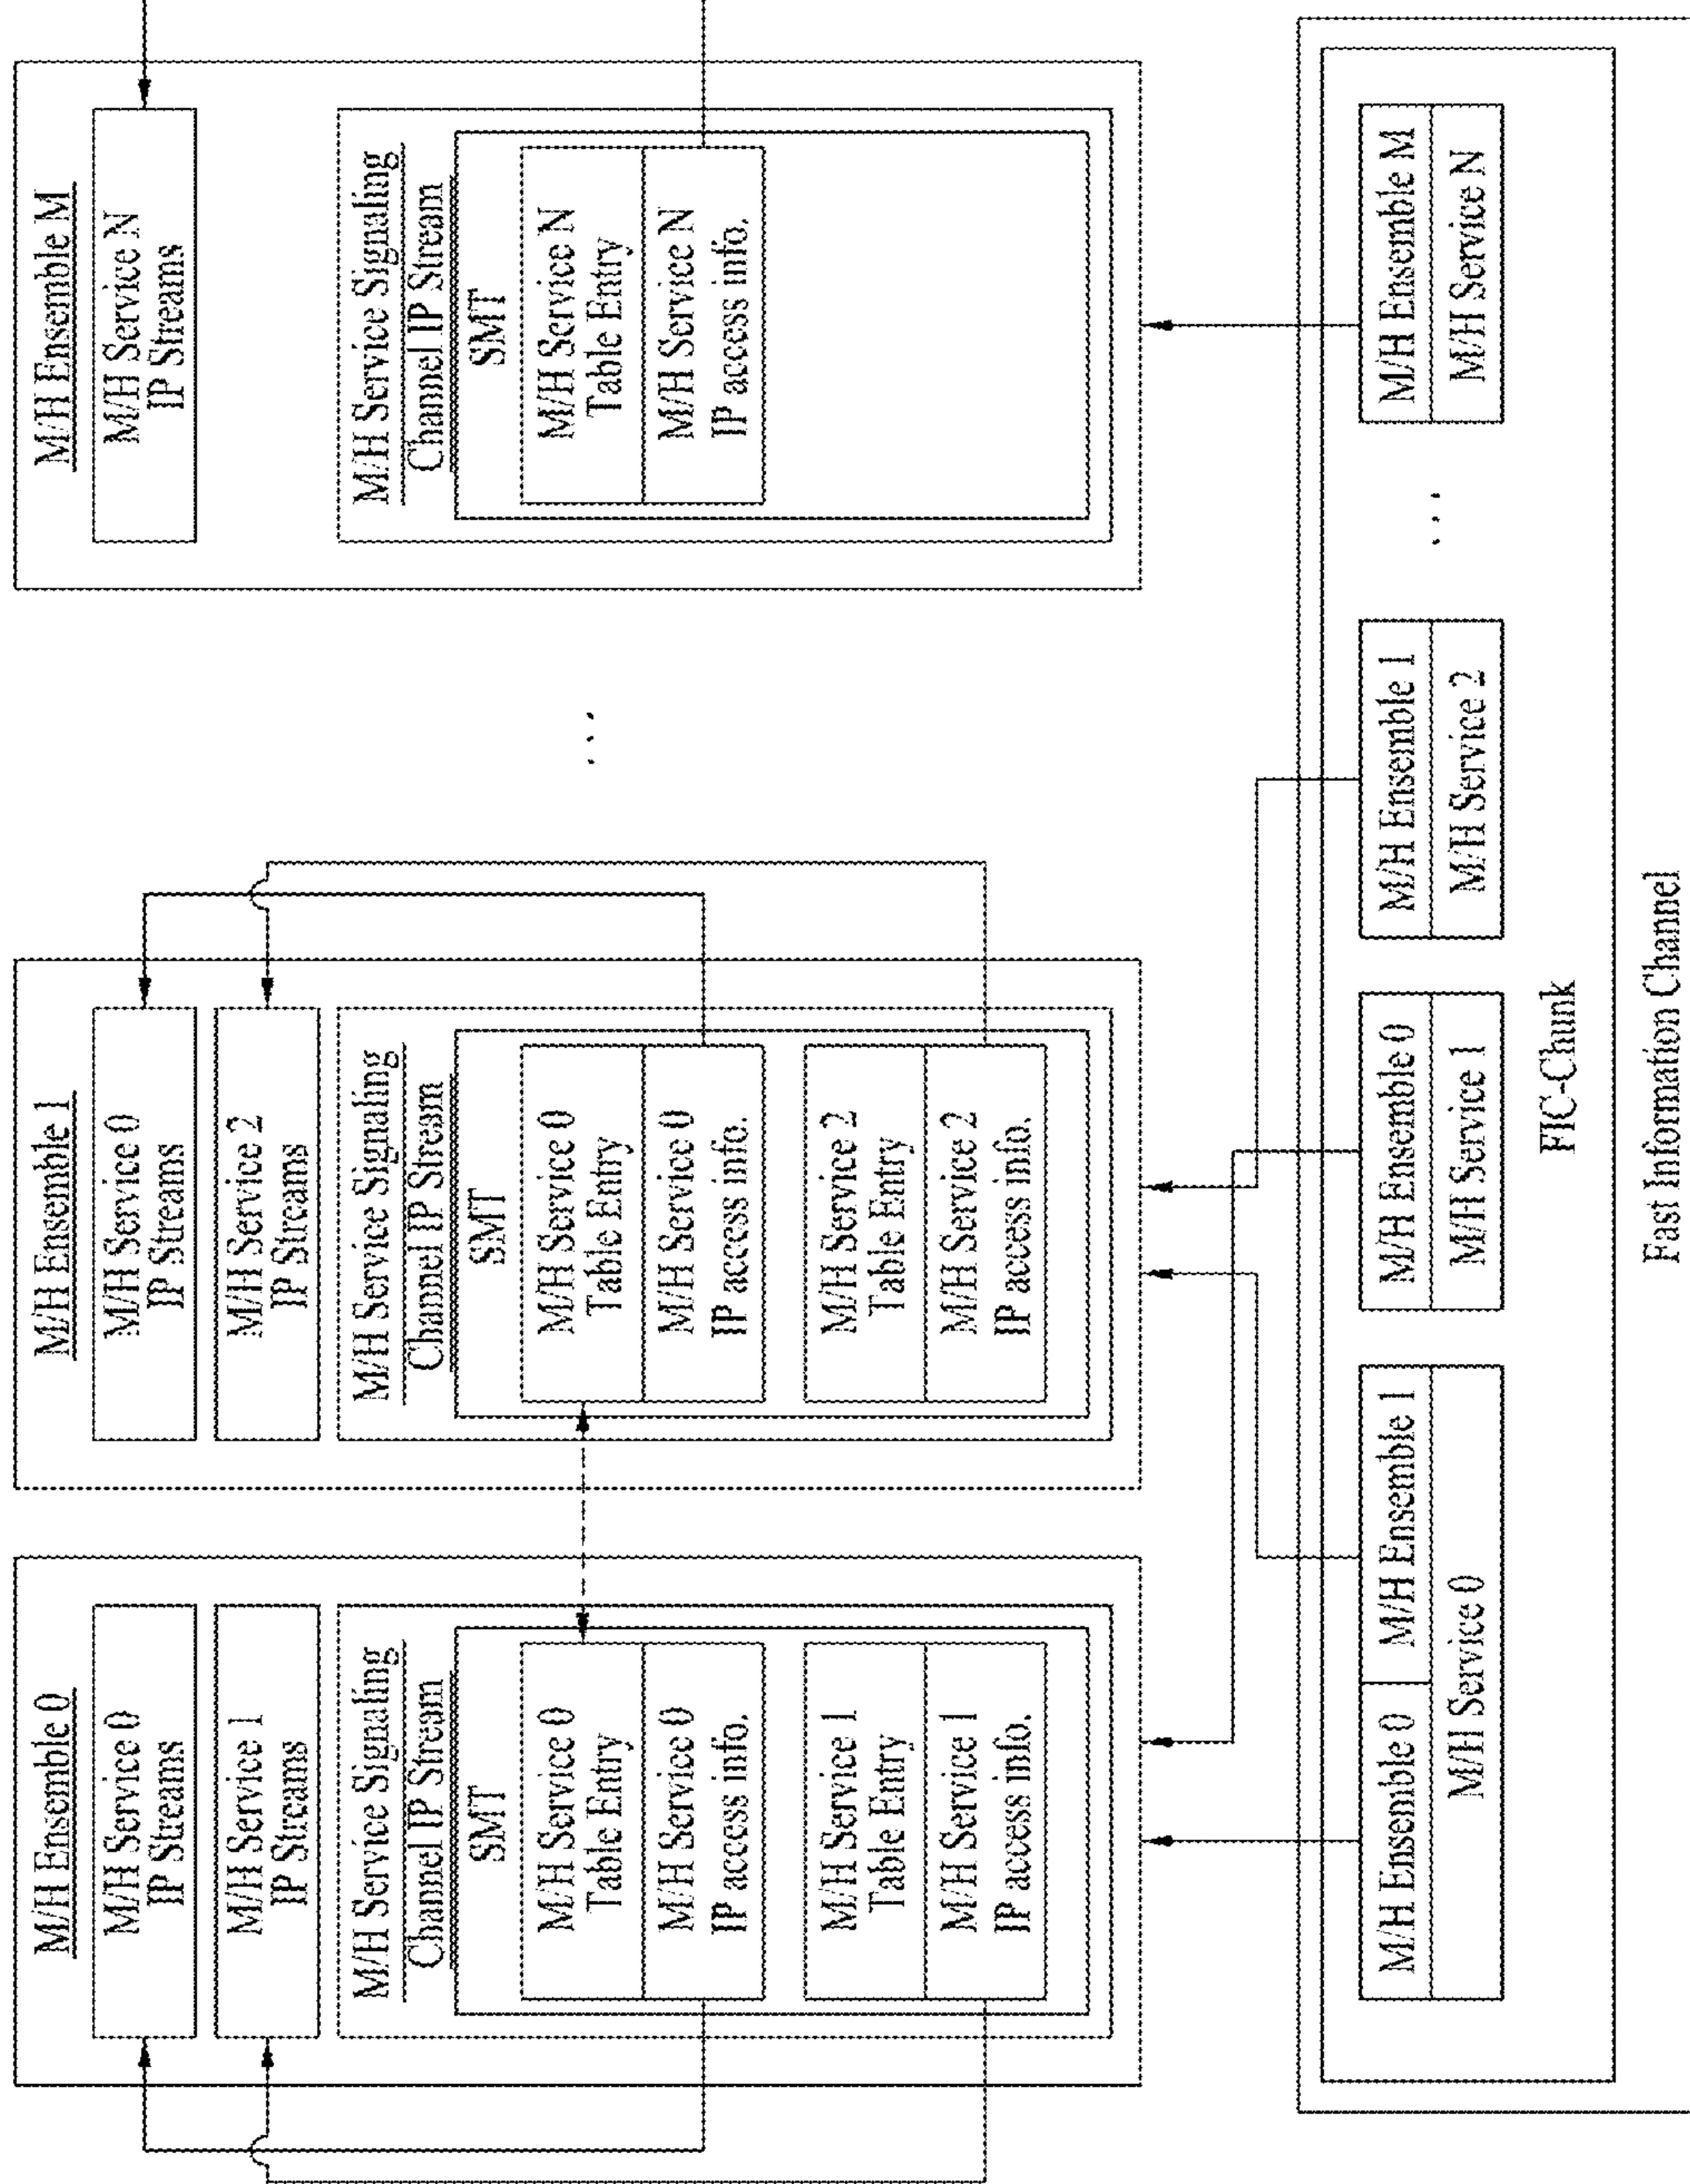 M/H Ensemble 0
M/H Service 0
IP Streams
M/H Service 1
IP Streams
M/H Service Signaling
Channel IP Stream
SMT
M/H Service 0
Table Entry
M/H Service 0
IP access info.
M/H Service 1
Table Entry
M/H Service 1
IP access info.
M/H Ensemble 1
M/H Service 0
IP Streams
M/H Service 2
IP Streams
M/H Service Signaling
Channel IP Stream
SMT
M/H Service 0
Table Entry
M/H Service 0
IP access info.
M/H Service 2
Table Entry
M/H Service 2
IP access info.
...
M/H Ensemble M
M/H Service N
IP Streams
M/H Service Signaling
Channel IP Stream
SMT
M/H Service N
Table Entry
M/H Service N
IP access info.
M/H Ensemble 0
M/H Ensemble 1
M/H Service 0
M/H Ensemble 0
M/H Service 1
M/H Ensemble 1
M/H Service 2
...
M/H Ensemble M
M/H Service N
FIC-Chunk
Fast Information Channel